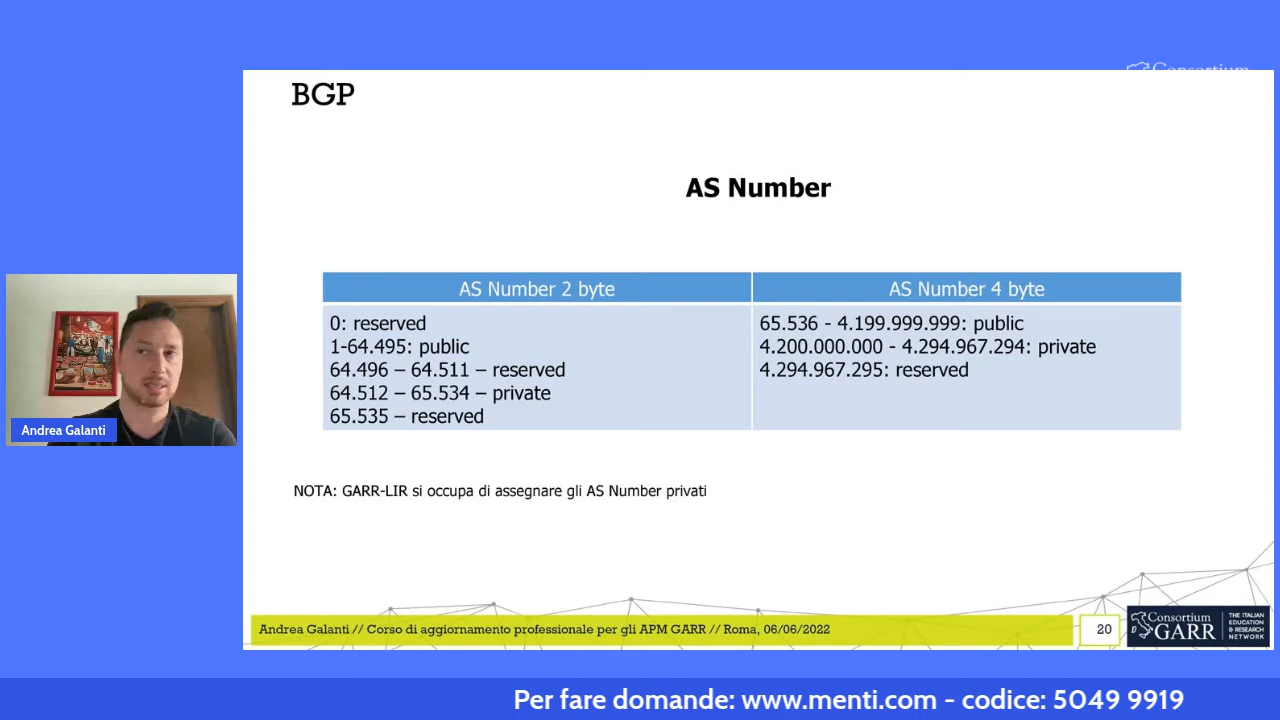 Consortium
BGP
AS Number
AS Number 2 byte
AS Number 4 byte
0: reserved
1-64.495: public
64.496 – 64.511 – reserved
64.512 – 65.534 – private
65.535 – reserved
65.536 - 4.199.999.999: public
4.200.000.000 - 4.294.967.294: private
4.294.967.295: reserved
Andrea Galanti
NOTA: GARR-LIR si occupa di assegnare gli AS Number privati
Andrea Galanti // Corso di aggiornamento professionale per gli APM GARR // Roma, 06/06/2022
20
Consortium
GARR
THE ITALIAN
EDUCATION
& RESEARCH
NETWORK
Per fare domande: www.menti.com - codice: 5049 9919